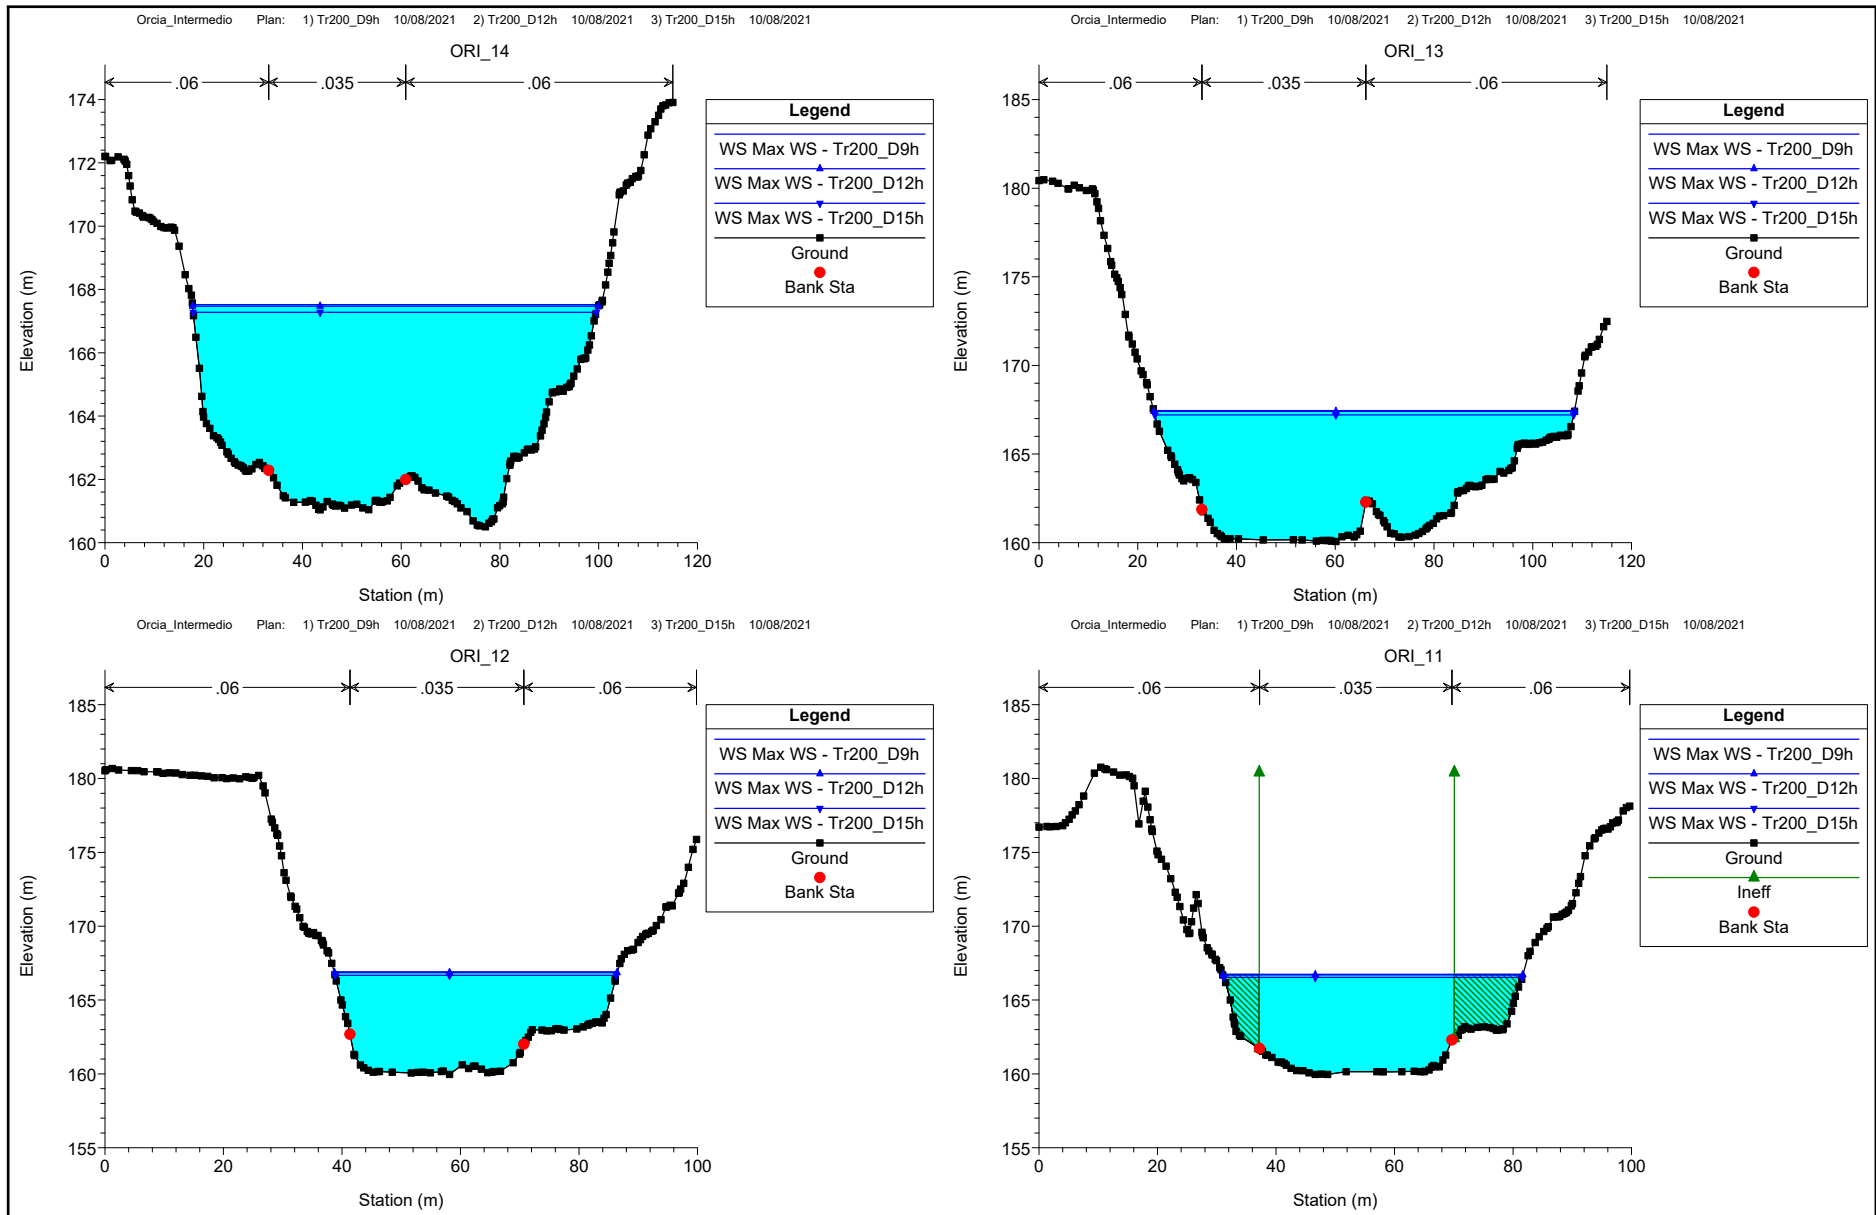 Orcia_Intermedio Plan: 1) Tr200_D9h 10/08/2021 2) Tr200_D12h 10/08/2021 3) Tr200_D15h 10/08/2021
ORI_14
.06 .035 .06
174
172
170
168
166
164
162
160
0 20 40 60 80 100 120
Elevation (m)
Station (m)
Legend
WS Max WS - Tr200_D9h
WS Max WS - Tr200_D12h
WS Max WS - Tr200_D15h
Ground
Bank Sta
Orcia_Intermedio Plan: 1) Tr200_D9h 10/08/2021 2) Tr200_D12h 10/08/2021 3) Tr200_D15h 10/08/2021
ORI_13
.06 .035 .06
185
180
175
170
165
160
0 20 40 60 80 100 120
Elevation (m)
Station (m)
Legend
WS Max WS - Tr200_D9h
WS Max WS - Tr200_D12h
WS Max WS - Tr200_D15h
Ground
Bank Sta
Orcia_Intermedio Plan: 1) Tr200_D9h 10/08/2021 2) Tr200_D12h 10/08/2021 3) Tr200_D15h 10/08/2021
ORI_12
.06 .035 .06
185
180
175
170
165
160
155
0 20 40 60 80 100
Elevation (m)
Station (m)
Legend
WS Max WS - Tr200_D9h
WS Max WS - Tr200_D12h
WS Max WS - Tr200_D15h
Ground
Bank Sta
Orcia_Intermedio Plan: 1) Tr200_D9h 10/08/2021 2) Tr200_D12h 10/08/2021 3) Tr200_D15h 10/08/2021
ORI_11
.06 .035 .06
185
180
175
170
165
160
155
0 20 40 60 80 100
Elevation (m)
Station (m)
Legend
WS Max WS - Tr200_D9h
WS Max WS - Tr200_D12h
WS Max WS - Tr200_D15h
Ground
Ineff
Bank Sta